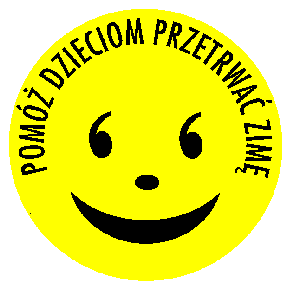 POMÓŻ DZIECIOM PRZETRWAĆ ZIMĘ